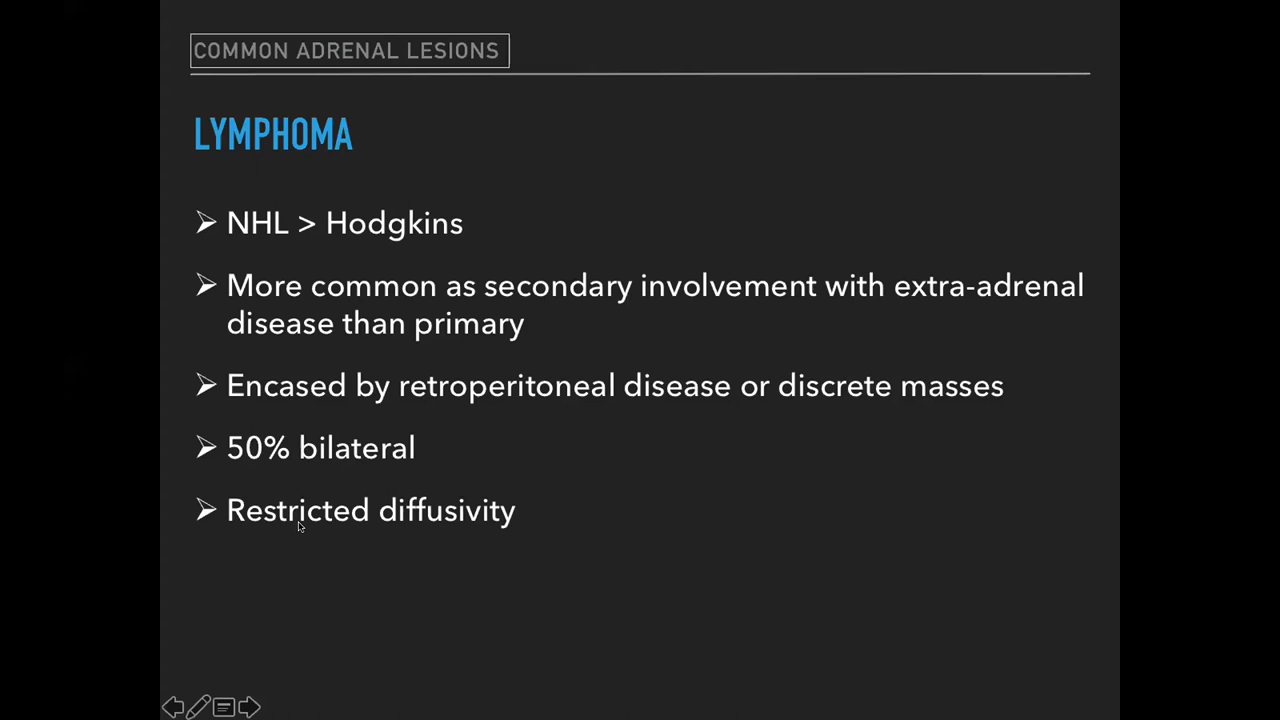 COMMON ADRENAL LESIONS
LYMPHOMA
NHL > Hodgkins
More common as secondary involvement with extra-adrenal
disease than primary
Encased by retroperitoneal disease or discrete masses
50% bilateral
Restricted diffusivity